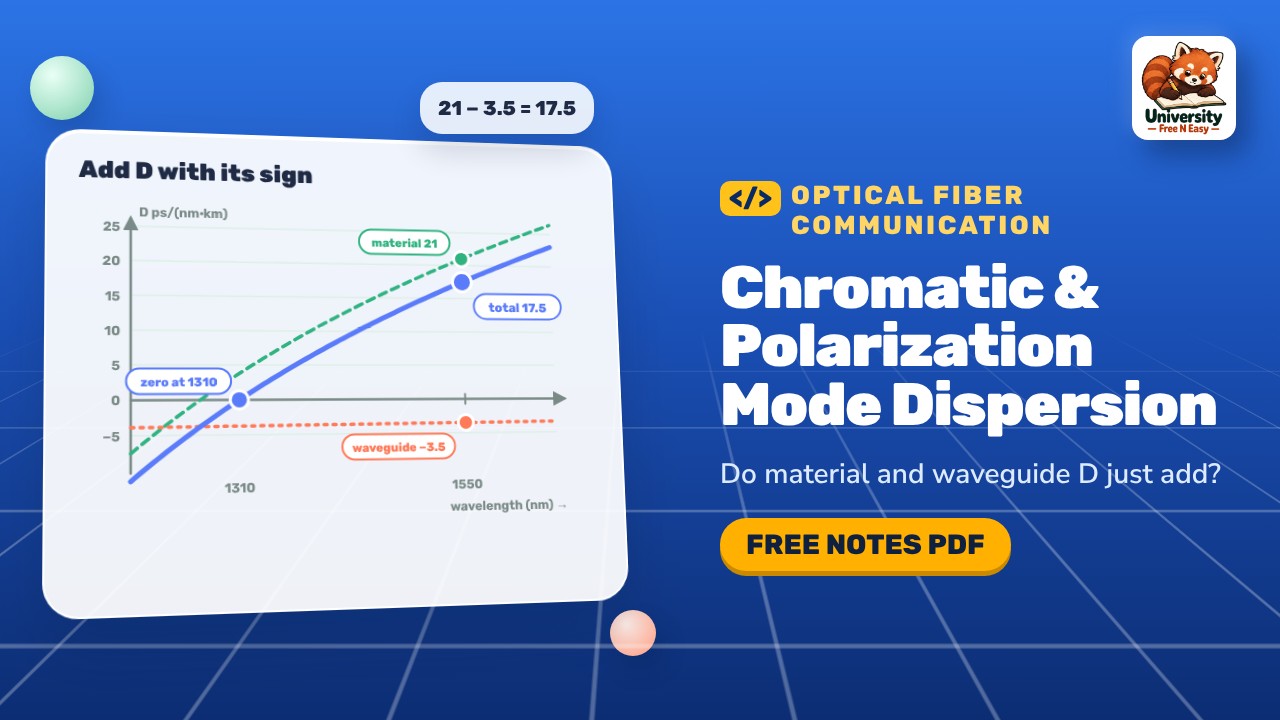 21 − 3.5 = 17.5
Add D with its sign
D ps/(nm·km)
25
20
15
10
5
0
−5
material 21
total 17.5
zero at 1310
waveguide −3.5
1310
1550
wavelength (nm) →
University
Free N Easy
</> OPTICAL FIBER
COMMUNICATION
Chromatic &
Polarization
Mode Dispersion
Do material and waveguide D just add?
FREE NOTES PDF